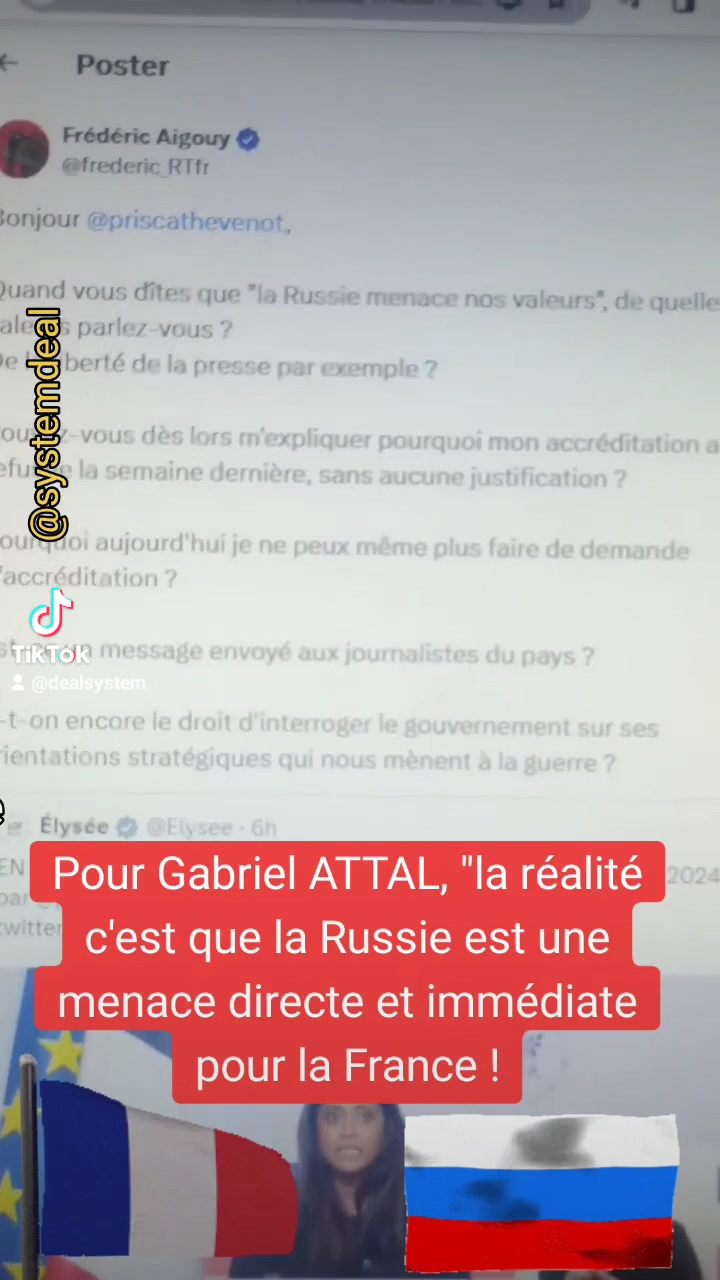 Poster
Frédéric Aigouy
@frederic_RTfr
Bonjour @priscathevenot,
Quand vous dîtes que "la Russie menace nos valeurs", de quelle
parlez-vous ?
berté de la presse par exemple ?
-vous dès lors m'expliquer pourquoi mon accréditation a
la semaine dernière, sans aucune justification ?
aujourd'hui je ne peux même plus faire de demande
'accréditation ?
message envoyé aux journalistes du pays ?
-t-on encore le droit d'interroger le gouvernement sur ses
rientations stratégiques qui nous mènent à la guerre ?
@systemdeal
TikTok
@dealsystem
Élysée @Elysee · 6h
EN
2024
Pour Gabriel ATTAL, "la réalité
c'est que la Russie est une
menace directe et immédiate
pour la France !